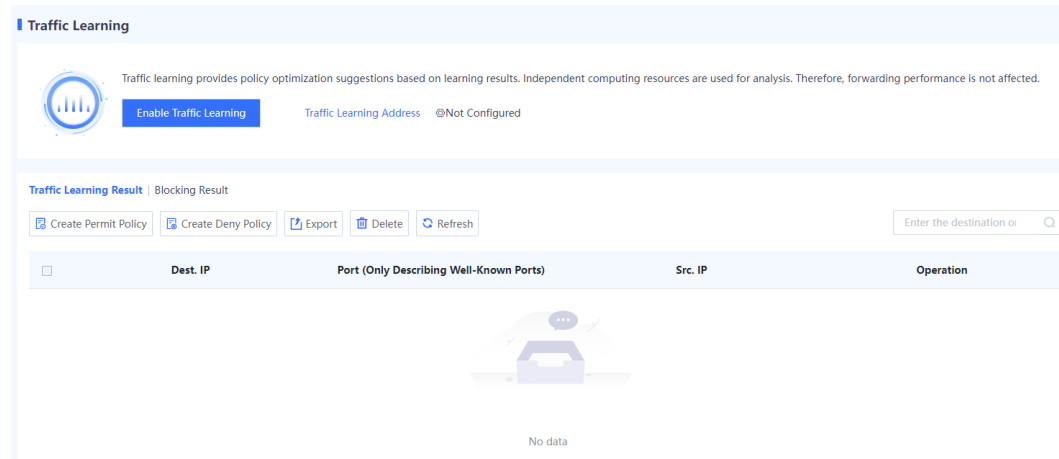 Traffic Learning
Traffic learning provides policy optimization suggestions based on learning results. Independent computing resources are used for analysis. Therefore, forwarding performance is not affected.
Enable Traffic Learning Traffic Learning Address Not Configured
Traffic Learning Result | Blocking Result
Create Permit Policy Create Deny Policy Export Delete Refresh Enter the destination
Dest. IP Port (Only Describing Well-Known Ports) Src. IP Operation
No data